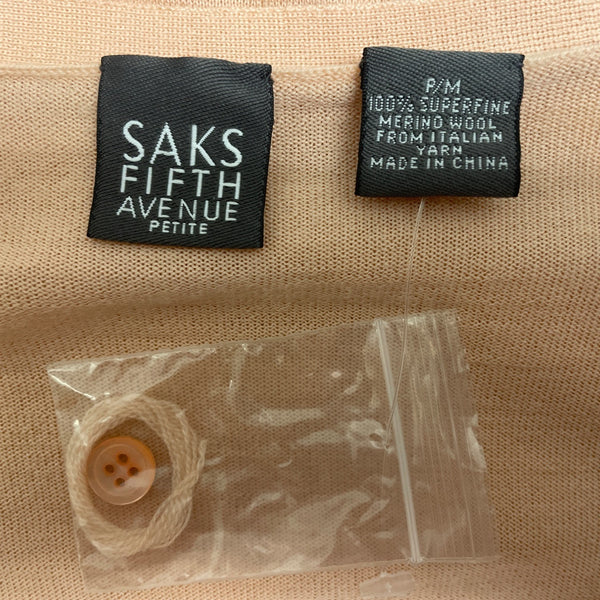 SAKS
FIFTH
AVENUE
PETITE
P/M
100% SUPERFINE
MERINO WOOL
FROM ITALIAN
YARN
MADE IN CHINA